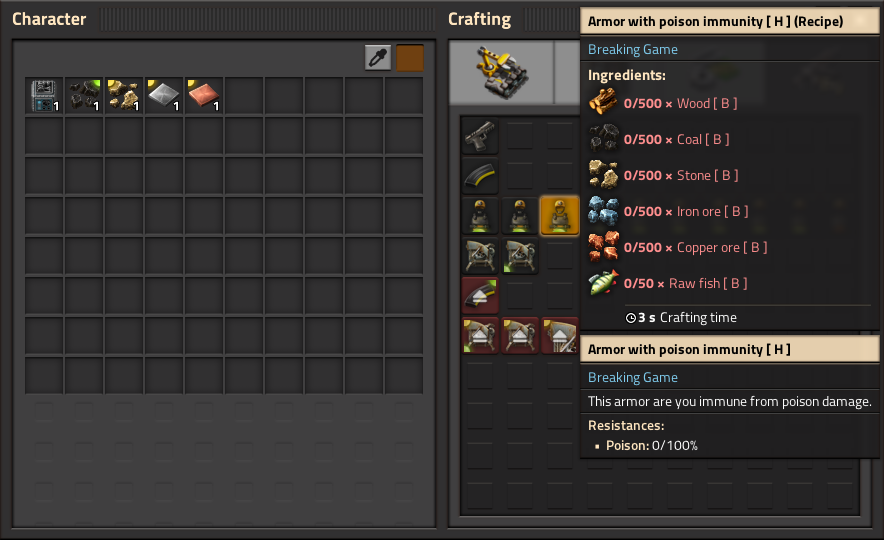 Character
Crafting
1
1
1
1
1
Armor with poison immunity [ H ] (Recipe)
Breaking Game
Ingredients:
0/500 × Wood [ B ]
0/500 × Coal [ B ]
0/500 × Stone [ B ]
0/500 × Iron ore [ B ]
0/500 × Copper ore [ B ]
0/50 × Raw fish [ B ]
3 s Crafting time
Armor with poison immunity [ H ]
Breaking Game
This armor are you immune from poison damage.
Resistances:
▪ Poison: 0/100%